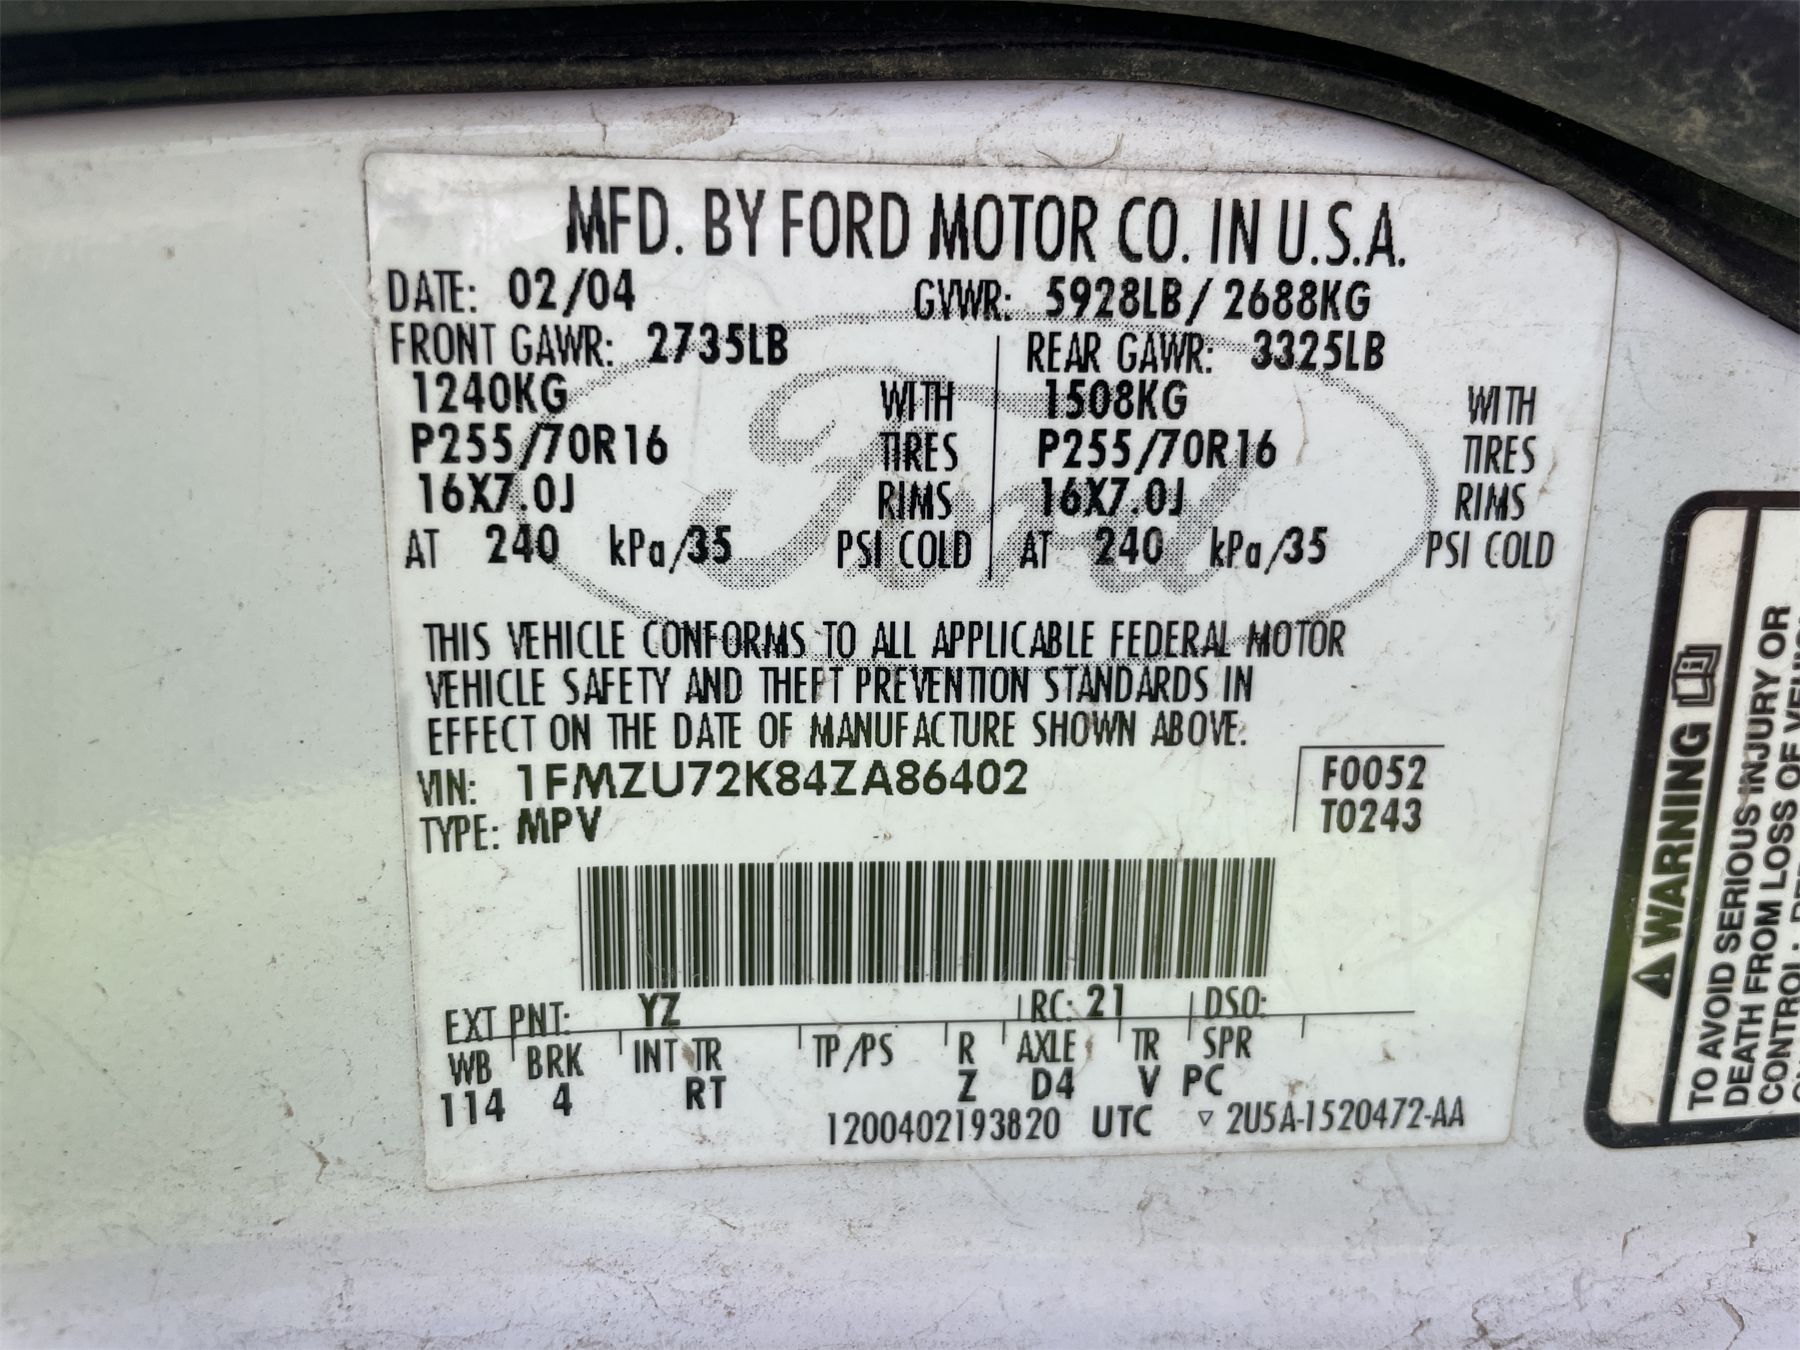 MFD. BY FORD MOTOR CO. IN U.S.A.
DATE: 02/04 GVWR: 5928LB/ 2688KG
FRONT GAWR: 2735LB REAR GAWR: 3325LB
1240KG WITH 1508KG WITH
P255/70R16 TIRES P255/70R16 TIRES
16X7.0J RIMS 16X7.0J RIMS
AT 240 kPa/35 PSI COLD AT 240 kPa/35 PSI COLD
Ford
THIS VEHICLE CONFORMS TO ALL APPLICABLE FEDERAL MOTOR
VEHICLE SAFETY AND THEFT PREVENTION STANDARDS IN
EFFECT ON THE DATE OF MANUFACTURE SHOWN ABOVE.
VIN: 1FMZU72K84ZA86402 F0052
TYPE: MPV T0243
EXT PNT: YZ RC: 21 DSO:
WB BRK INT TR TP/PS R AXLE TR SPR
114 4 RT Z D4 V PC
1200402193820 UTC ▽ 2U5A-1520472-AA
WARNING
TO AVOID SERIOUS INJURY OR
DEATH FROM LOSS OF
CONTROL: